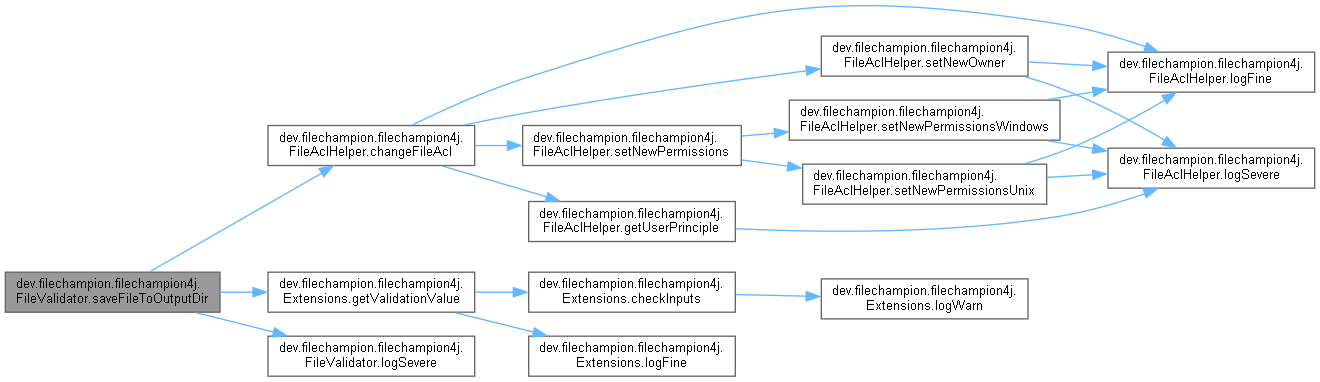 dev.filechampion.filechampion4j.
FileValidator.saveFileToOutputDir
dev.filechampion.filechampion4j.
FileAclHelper.changeFileAcl
dev.filechampion.filechampion4j.
Extensions.getValidationValue
dev.filechampion.filechampion4j.
FileValidator.logSevere
dev.filechampion.filechampion4j.
FileAclHelper.setNewPermissions
dev.filechampion.filechampion4j.
FileAclHelper.getUserPrinciple
dev.filechampion.filechampion4j.
Extensions.checkInputs
dev.filechampion.filechampion4j.
Extensions.logFine
dev.filechampion.filechampion4j.
FileAclHelper.setNewOwner
dev.filechampion.filechampion4j.
FileAclHelper.setNewPermissionsWindows
dev.filechampion.filechampion4j.
FileAclHelper.setNewPermissionsUnix
dev.filechampion.filechampion4j.
Extensions.logWarn
dev.filechampion.filechampion4j.
FileAclHelper.logFine
dev.filechampion.filechampion4j.
FileAclHelper.logSevere